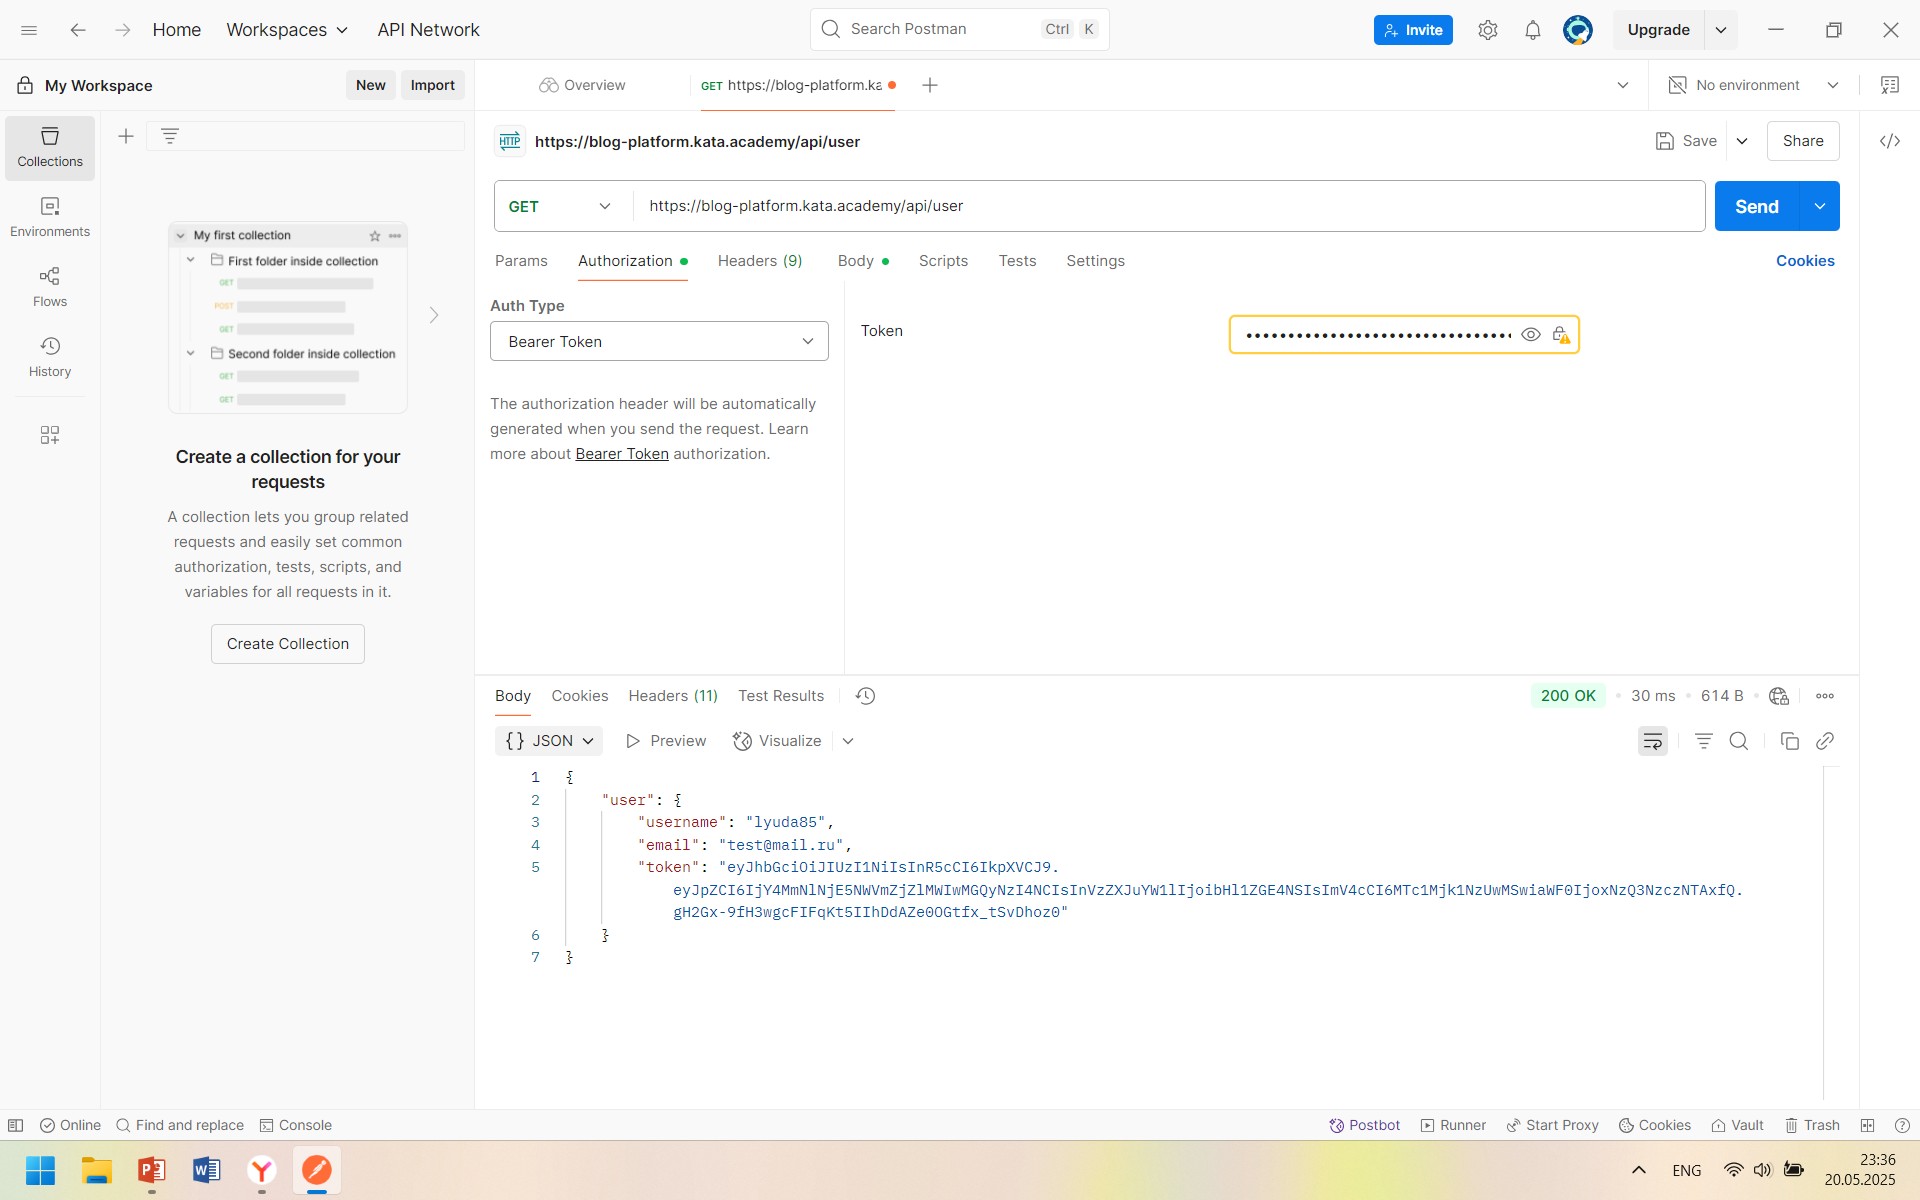 Home
Workspaces
API Network
Search Postman
Ctrl
K
Invite
Upgrade
My Workspace
New
Import
Overview
GET https://blog-platform.ka
No environment
Collections
Environments
Flows
History
My first collection
First folder inside collection
GET
POST
GET
Second folder inside collection
GET
GET
Create a collection for your
requests
A collection lets you group related
requests and easily set common
authorization, tests, scripts, and
variables for all requests in it.
Create Collection
HTTP
https://blog-platform.kata.academy/api/user
Save
Share
GET
https://blog-platform.kata.academy/api/user
Send
Params
Authorization
Headers (9)
Body
Scripts
Tests
Settings
Cookies
Auth Type
Bearer Token
The authorization header will be automatically
generated when you send the request. Learn
more about Bearer Token authorization.
Token
Body
Cookies
Headers (11)
Test Results
200 OK
30 ms
614 B
{} JSON
Preview
Visualize
1 {
2 "user": {
3 "username": "lyuda85",
4 "email": "test@mail.ru",
5 "token": "eyJhbGciOiJIUzI1NiIsInR5cCI6IkpXVCJ9.
eyJpZCI6IjY4MmNlNjE5NWVmZjZlMWIwMGQyNzI4NCIsInVzZXJuYW1lIjoibHl1ZGE4NSIsImV4cCI6MTc1Mjk1NzUwMSwiaWF0IjoxNzQ3NzczNTAxfQ.
gH2Gx-9fH3wgcFIFqKt5IIhDdAZe0OGtfx_tSvDhoz0"
6 }
7 }
Online
Find and replace
Console
Postbot
Runner
Start Proxy
Cookies
Vault
Trash
ENG
23:36
20.05.2025